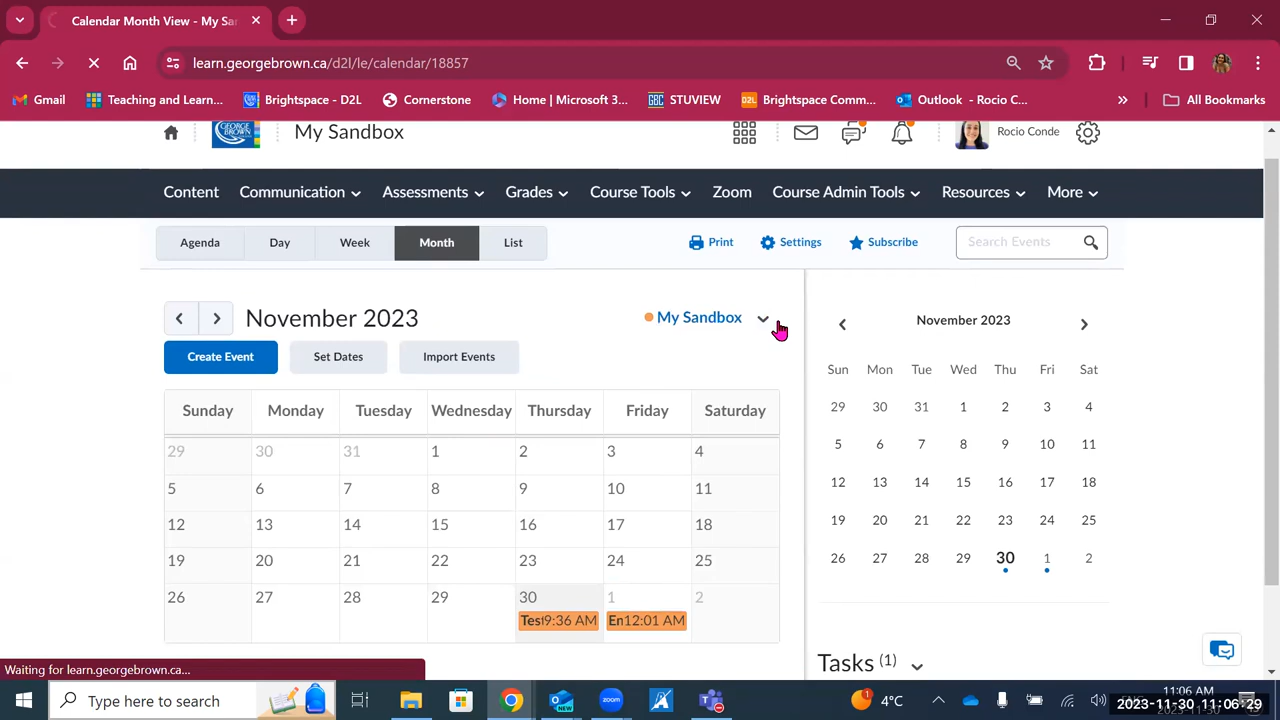 Calendar Month View - My Sa
learn.georgebrown.ca/d2l/le/calendar/18857
Gmail
Teaching and Learn...
Brightspace - D2L
Cornerstone
Home | Microsoft 3...
GBC STUVIEW
D2L Brightspace Comm...
Outlook - Rocio C...
»
All Bookmarks
GEORGE BROWN
My Sandbox
Rocio Conde
Content
Communication
Assessments
Grades
Course Tools
Zoom
Course Admin Tools
Resources
More
Agenda
Day
Week
Month
List
Print
Settings
Subscribe
Search Events
November 2023
My Sandbox
Create Event
Set Dates
Import Events
Sunday Monday Tuesday Wednesday Thursday Friday Saturday
29 30 31 1 2 3 4
5 6 7 8 9 10 11
12 13 14 15 16 17 18
19 20 21 22 23 24 25
26 27 28 29 30 1 2
Tes 9:36 AM
En 12:01 AM
November 2023
Sun Mon Tue Wed Thu Fri Sat
29 30 31 1 2 3 4
5 6 7 8 9 10 11
12 13 14 15 16 17 18
19 20 21 22 23 24 25
26 27 28 29 30 1 2
Tasks (1)
Waiting for learn.georgebrown.ca...
Type here to search
NEW
zoom
1
4°C
11:06 AM
2023-11-30 11:06:29